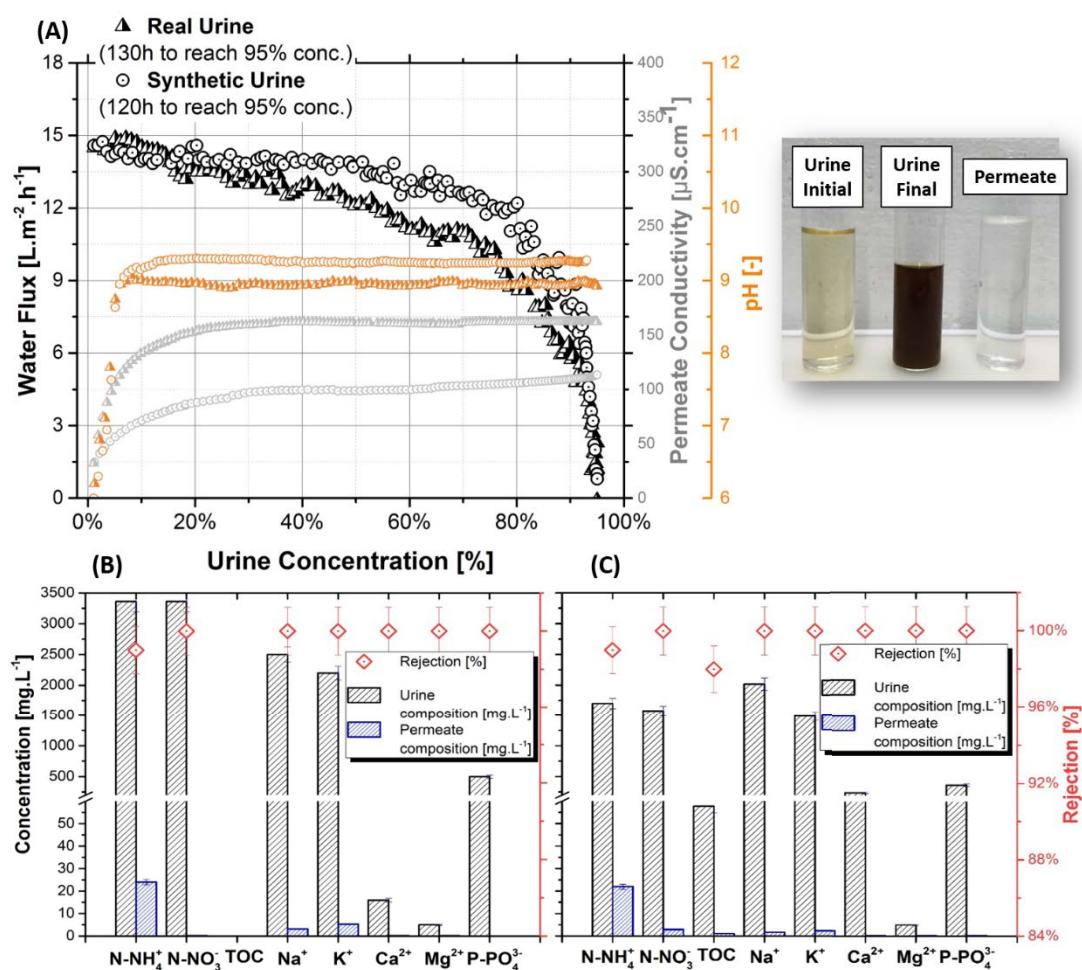 (A)
Real Urine
(130h to reach 95% conc.)
Synthetic Urine
(120h to reach 95% conc.)
18
15
12
9
6
3
0
Water Flux [L.m⁻².h⁻¹]
400
350
300
250
200
150
100
50
0
Permeate Conductivity [µS.cm⁻¹]
12
11
10
9
8
7
6
pH [-]
0% 20% 40% 60% 80% 100%
Urine Concentration [%]
Urine Initial
Urine Final
Permeate
(B)
3500
3000
2500
2000
1500
1000
500
50
40
30
20
10
0
Concentration [mg.L⁻¹]
Rejection [%]
Urine
composition [mg.L⁻¹]
Permeate
composition [mg.L⁻¹]
N-NH₄⁺ N-NO₃⁻ TOC Na⁺ K⁺ Ca²⁺ Mg²⁺ P-PO₄³⁻
(C)
Rejection [%]
Urine
composition [mg.L⁻¹]
Permeate
composition [mg.L⁻¹]
100%
96%
92%
88%
84%
Rejection [%]
N-NH₄⁺ N-NO₃⁻ TOC Na⁺ K⁺ Ca²⁺ Mg²⁺ P-PO₄³⁻